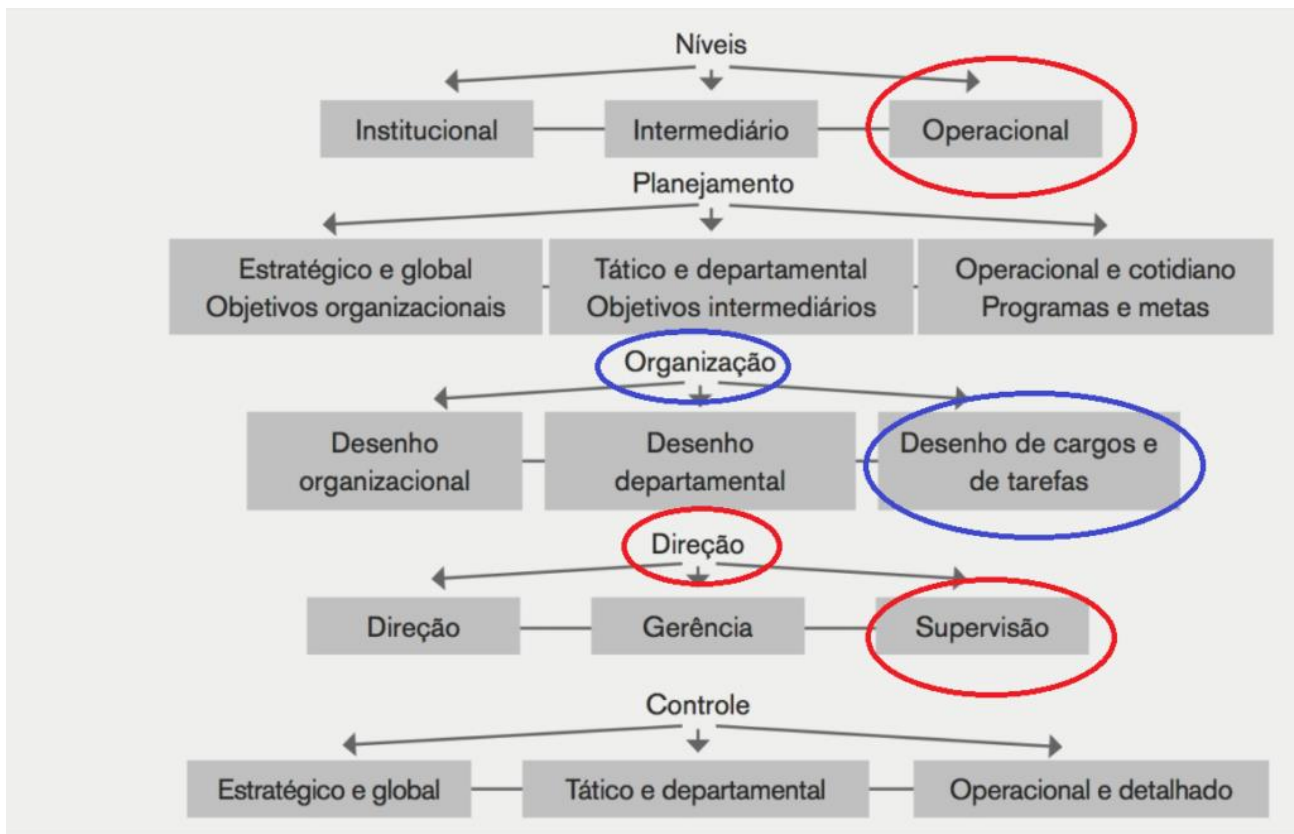 Níveis
Institucional
Intermediário
Operacional
Planejamento
Estratégico e global
Objetivos organizacionais
Tático e departamental
Objetivos intermediários
Operacional e cotidiano
Programas e metas
Organização
Desenho
organizacional
Desenho
departamental
Desenho de cargos e
de tarefas
Direção
Direção
Gerência
Supervisão
Controle
Estratégico e global
Tático e departamental
Operacional e detalhado